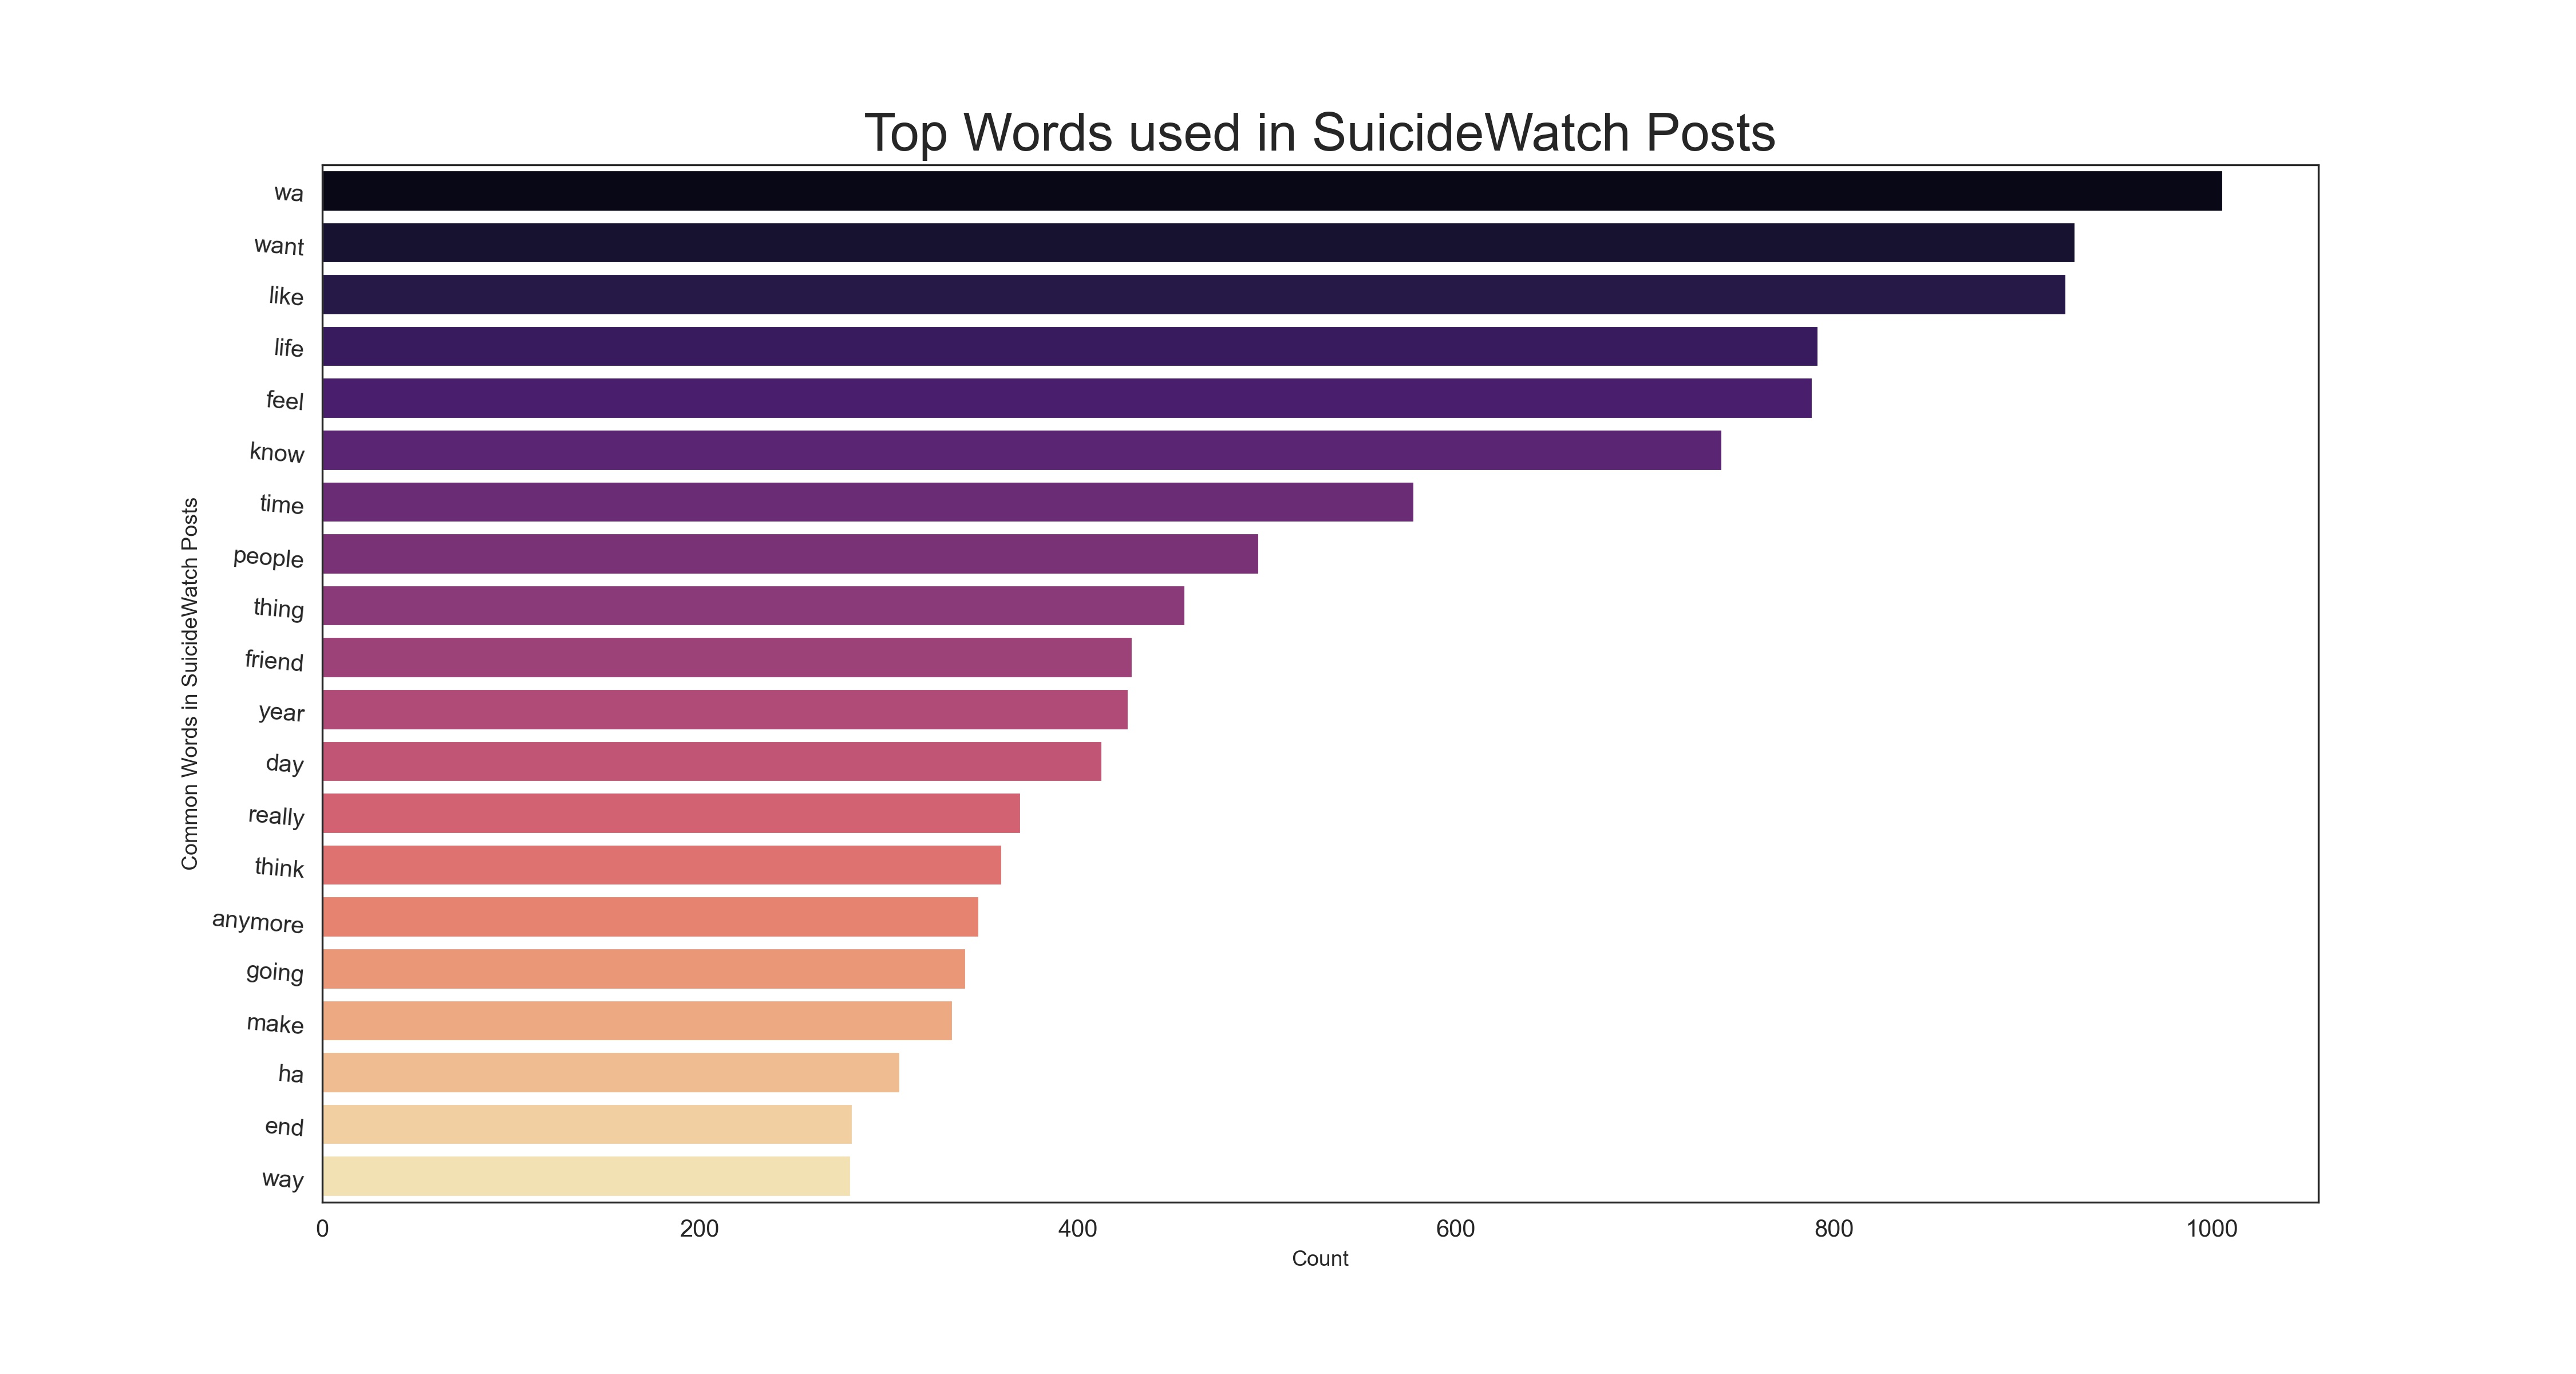 Top Words used in SuicideWatch Posts
Common Words in SuicideWatch Posts
wa
want
like
life
feel
know
time
people
thing
friend
year
day
really
think
anymore
going
make
ha
end
way
0 200 400 600 800 1000
Count